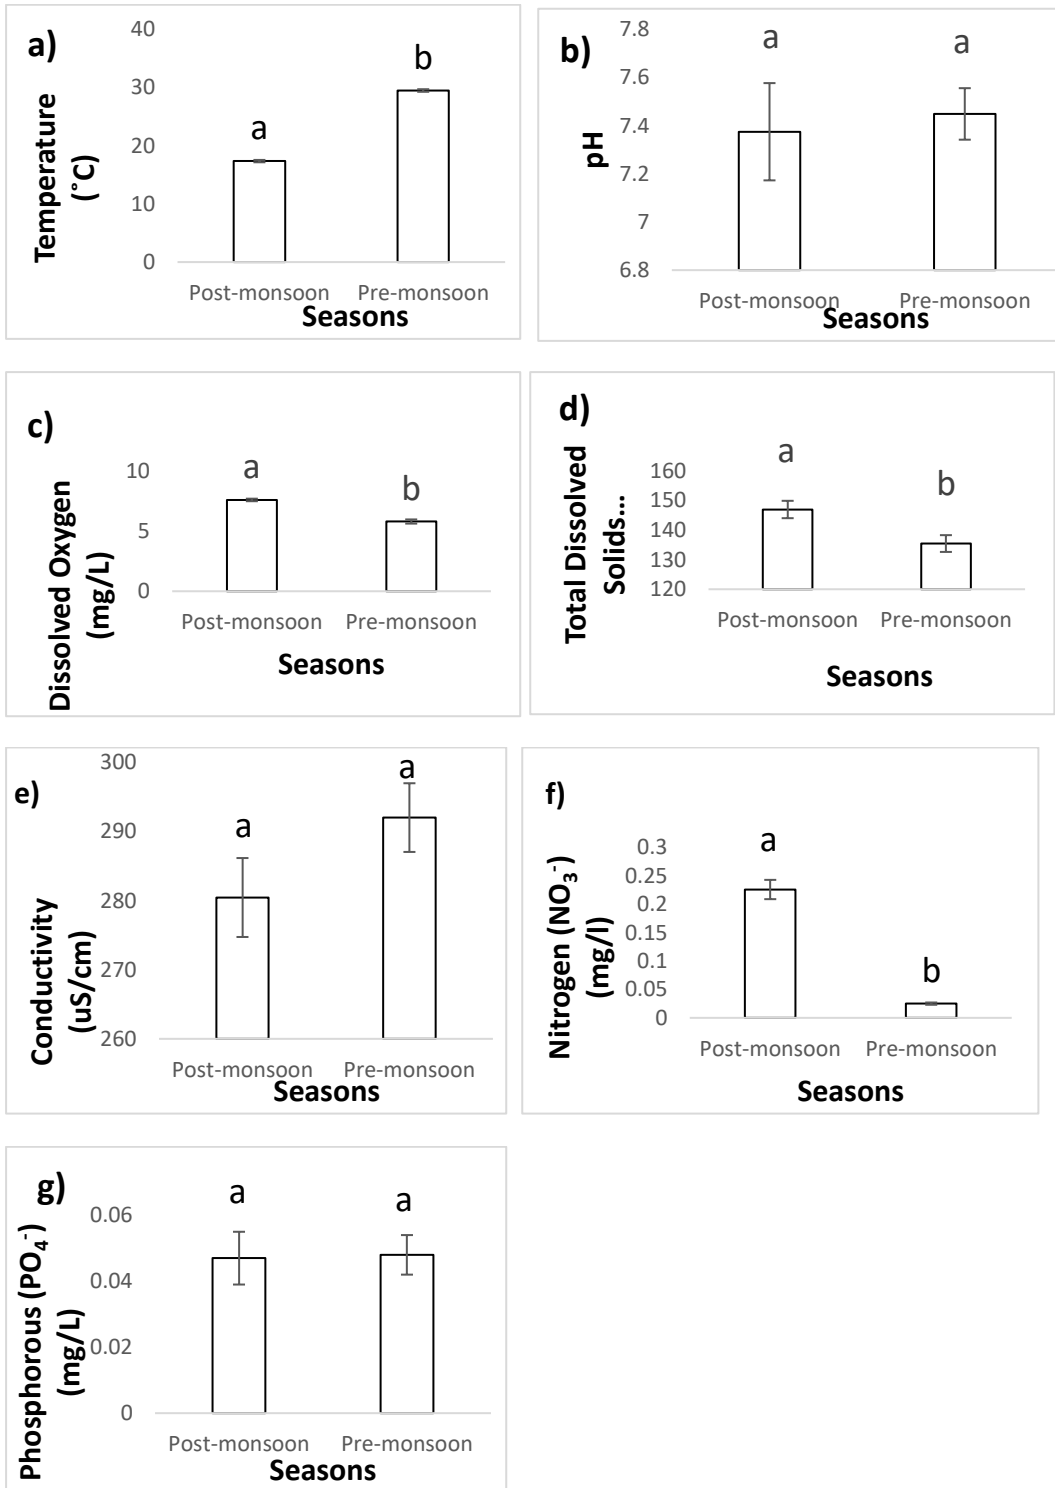 a)
Temperature
(˚C)
40
30
20
10
0
a
b
Post-monsoon Pre-monsoon
Seasons
b)
pH
7.8
7.6
7.4
7.2
7
6.8
a
a
Post-monsoon Pre-monsoon
Seasons
c)
Dissolved Oxygen
(mg/L)
10
5
0
a
b
Post-monsoon Pre-monsoon
Seasons
d)
Total Dissolved
Solids...
160
150
140
130
120
a
b
Post-monsoon Pre-monsoon
Seasons
e)
Conductivity
(uS/cm)
300
290
280
270
260
a
a
Post-monsoon Pre-monsoon
Seasons
f)
Nitrogen (NO₃⁻)
(mg/l)
0.3
0.25
0.2
0.15
0.1
0.05
0
a
b
Post-monsoon Pre-monsoon
Seasons
g)
Phosphorous (PO₄⁻)
(mg/L)
0.06
0.04
0.02
0
a
a
Post-monsoon Pre-monsoon
Seasons